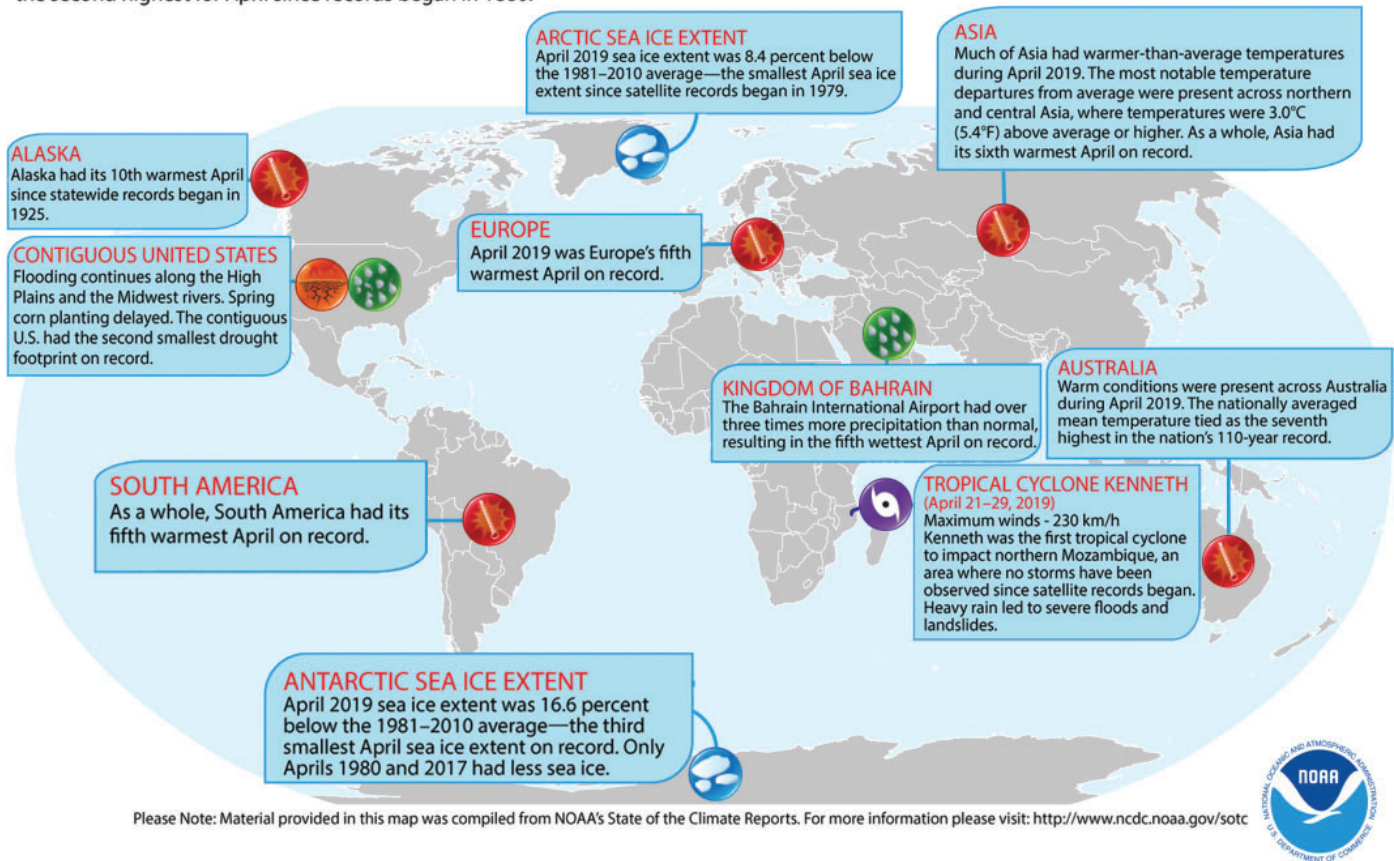 ARCTIC SEA ICE EXTENT
April 2019 sea ice extent was 8.4 percent below
the 1981–2010 average—the smallest April sea ice
extent since satellite records began in 1979.
ASIA
Much of Asia had warmer-than-average temperatures
during April 2019. The most notable temperature
departures from average were present across northern
and central Asia, where temperatures were 3.0°C
(5.4°F) above average or higher. As a whole, Asia had
its sixth warmest April on record.
ALASKA
Alaska had its 10th warmest April
since statewide records began in
1925.
EUROPE
April 2019 was Europe's fifth
warmest April on record.
CONTIGUOUS UNITED STATES
Flooding continues along the High
Plains and the Midwest rivers. Spring
corn planting delayed. The contiguous
U.S. had the second smallest drought
footprint on record.
KINGDOM OF BAHRAIN
The Bahrain International Airport had over
three times more precipitation than normal,
resulting in the fifth wettest April on record.
AUSTRALIA
Warm conditions were present across Australia
during April 2019. The nationally averaged
mean temperature tied as the seventh
highest in the nation's 110-year record.
SOUTH AMERICA
As a whole, South America had its
fifth warmest April on record.
TROPICAL CYCLONE KENNETH
(April 21–29, 2019)
Maximum winds - 230 km/h
Kenneth was the first tropical cyclone
to impact northern Mozambique, an
area where no storms have been
observed since satellite records began.
Heavy rain led to severe floods and
landslides.
ANTARCTIC SEA ICE EXTENT
April 2019 sea ice extent was 16.6 percent
below the 1981–2010 average—the third
smallest April sea ice extent on record. Only
Aprils 1980 and 2017 had less sea ice.
NATIONAL OCEANIC AND ATMOSPHERIC ADMINISTRATION
NOAA
U.S. DEPARTMENT OF COMMERCE
Please Note: Material provided in this map was compiled from NOAA's State of the Climate Reports. For more information please visit: http://www.ncdc.noaa.gov/sotc